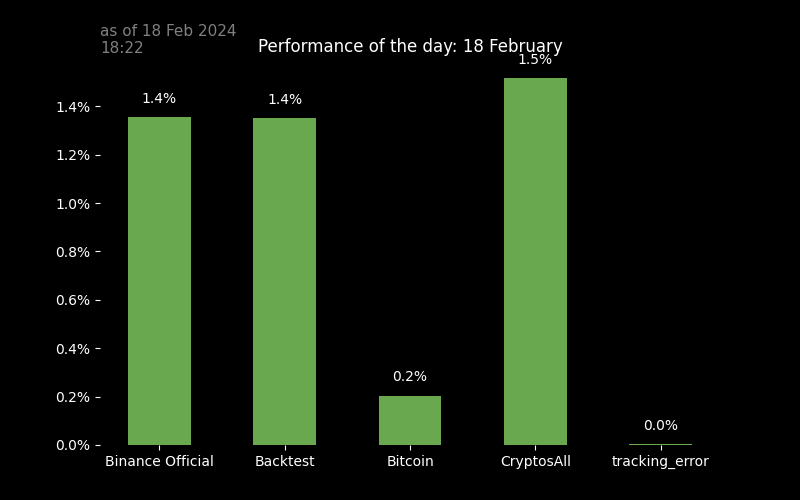 as of 18 Feb 2024
18:22
Performance of the day: 18 February
1.5%
1.4%
1.4%
0.2%
0.0%
1.4%
1.2%
1.0%
0.8%
0.6%
0.4%
0.2%
0.0%
Binance Official
Backtest
Bitcoin
CryptosAll
tracking_error